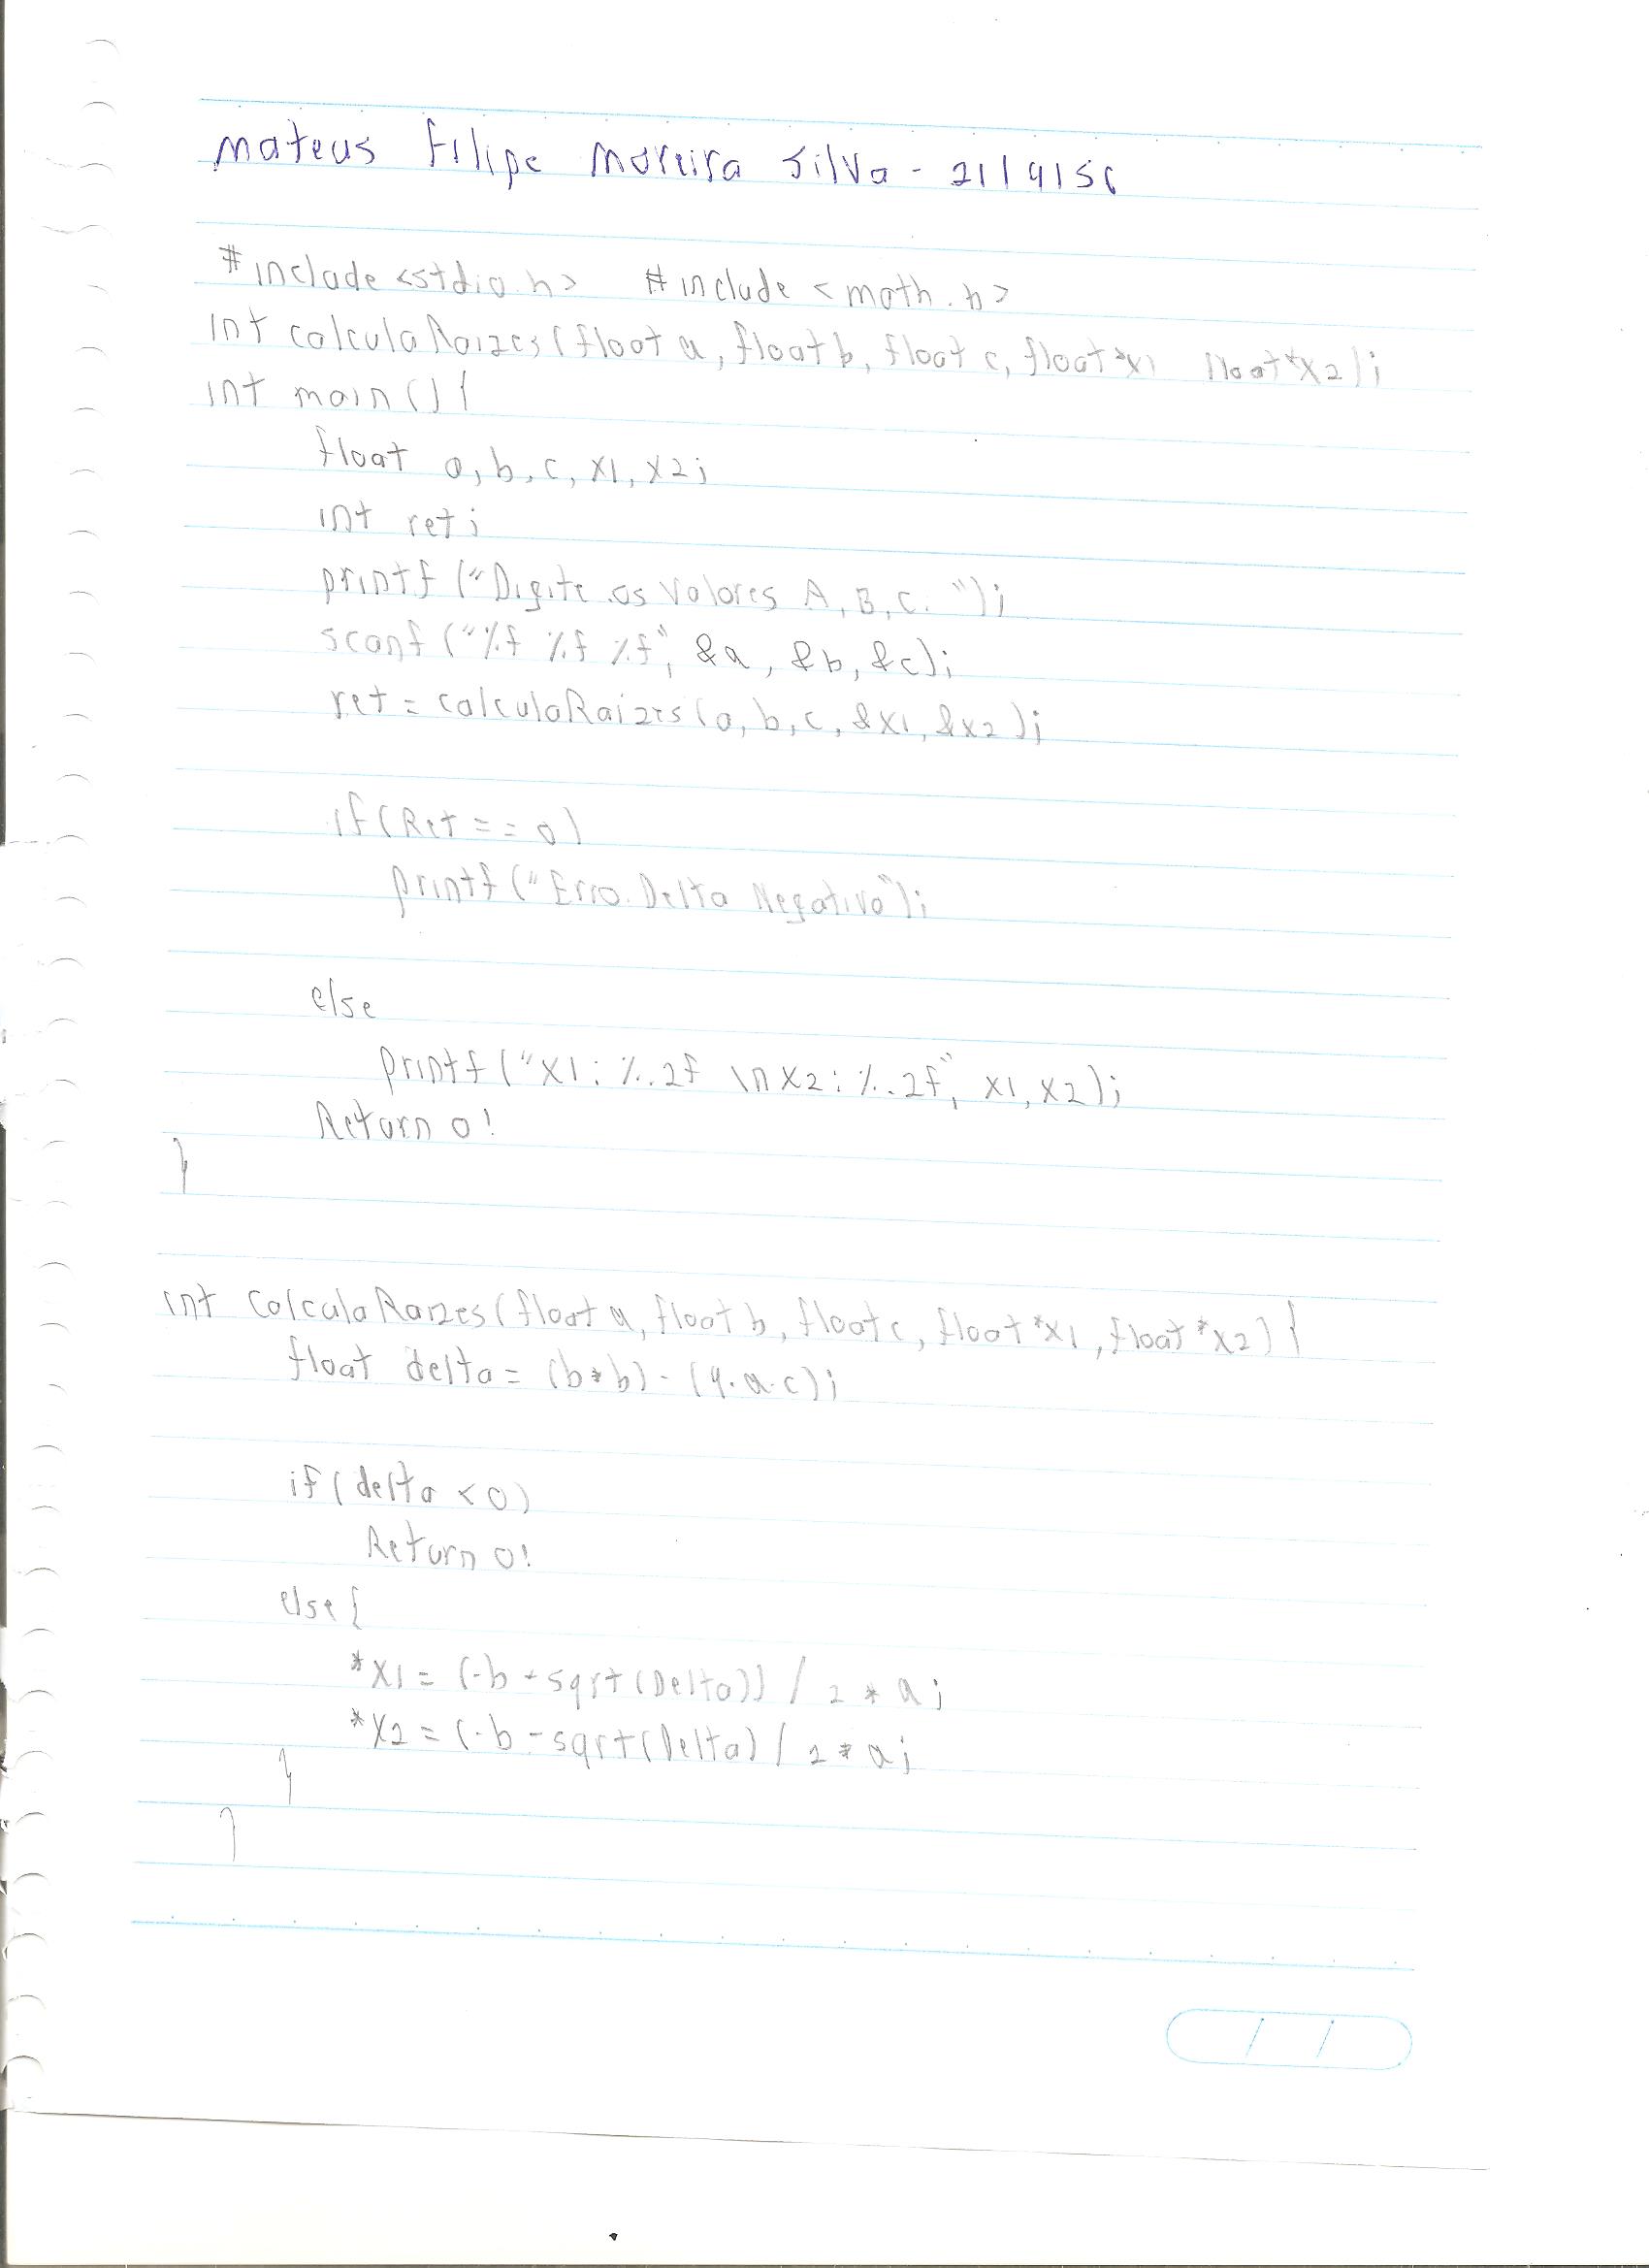 Mateus Filipe Moreira Silva - 21/4156
#include <stdio.h> #include <math.h>
int calculaRaizes (float a, float b, float c, float *x1 float *x2);
int main () {
float a, b, c, x1, x2;
int ret;
printf ("Digite os Valores A, B, C. ");
scanf ("%f %f %f", &a, &b, &c);
ret = calculaRaizes (a, b, c, &x1, &x2);
if (Ret == 0)
printf ("Erro. Delta Negativo");
else
printf ("X1: %.2f \n X2: %.2f", x1, x2);
Return 0!
}
int CalculaRaizes (float a, float b, float c, float *x1, float *x2) {
float delta = (b*b) - (4.a.c);
if (delta < 0)
Return 0!
else {
*X1 = (-b + sqrt (Delta)) / 2 * a;
*X2 = (-b - sqrt (Delta) / 2 * a;
}
}
/ /